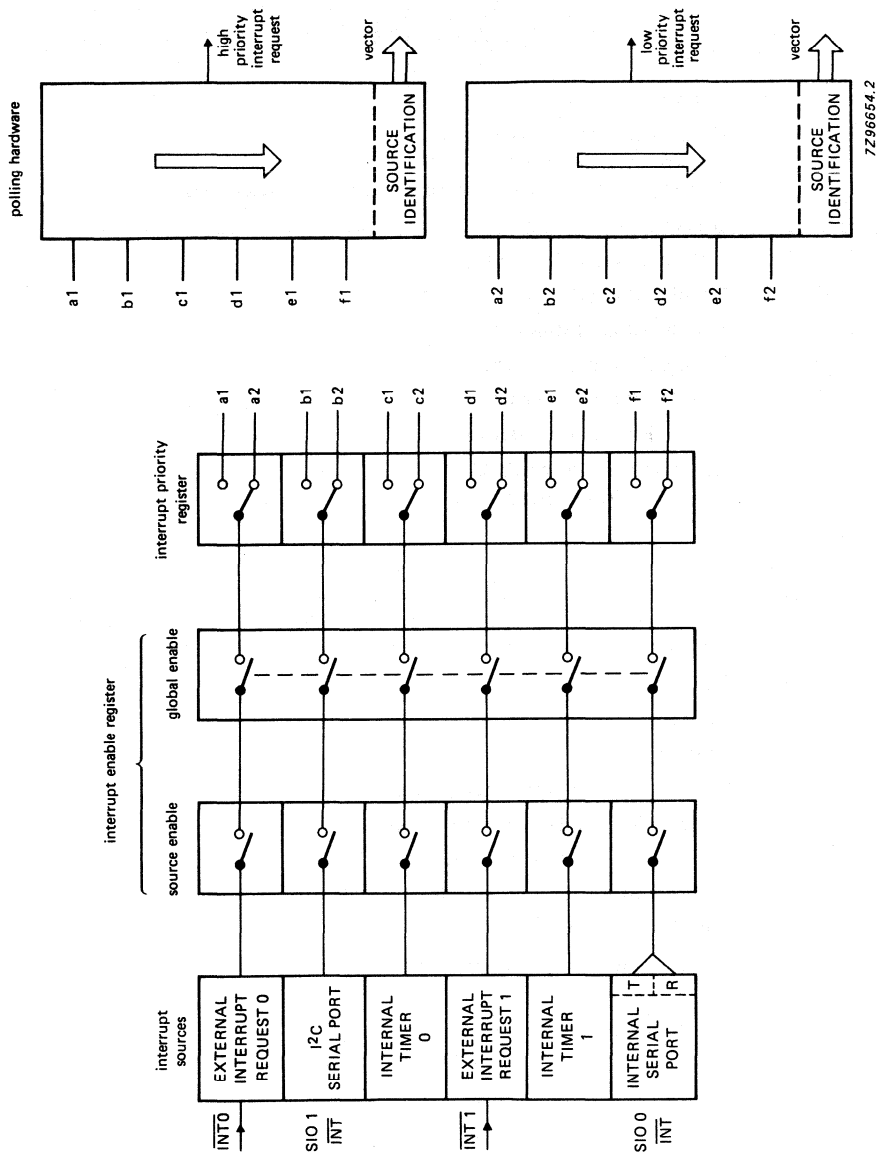 interrupt
sources
interrupt enable register
source enable
global enable
interrupt priority
register
polling hardware
INT0
EXTERNAL
INTERRUPT
REQUEST 0
a1
a2
SIO 1
INT
I²C
SERIAL PORT
b1
b2
INTERNAL
TIMER
0
c1
c2
INT 1
EXTERNAL
INTERRUPT
REQUEST 1
d1
d2
INTERNAL
TIMER
1
e1
e2
SIO 0
INT
INTERNAL
SERIAL
PORT
T
R
f1
f2
a1
b1
c1
d1
e1
f1
high
priority
interrupt
request
SOURCE
IDENTIFICATION
vector
a2
b2
c2
d2
e2
f2
low
priority
interrupt
request
SOURCE
IDENTIFICATION
vector
7Z96654.2